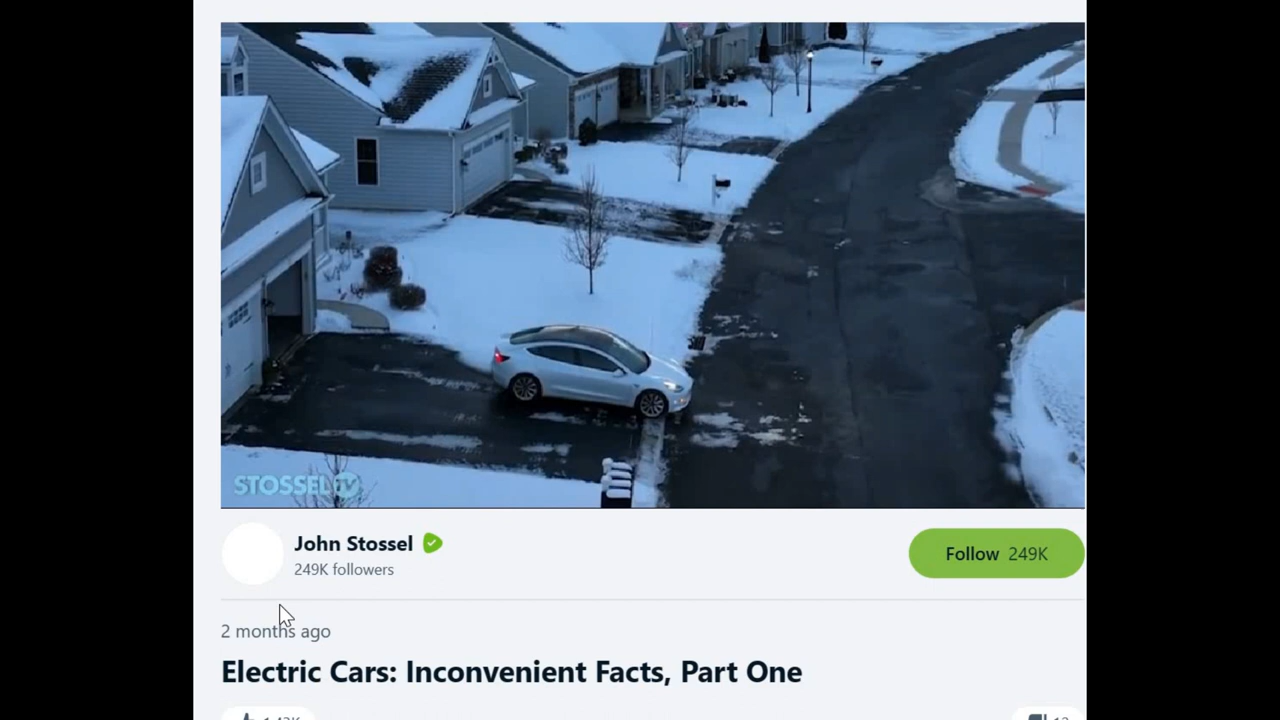 STOSSEL TV
John Stossel
249K followers
Follow 249K
2 months ago
Electric Cars: Inconvenient Facts, Part One